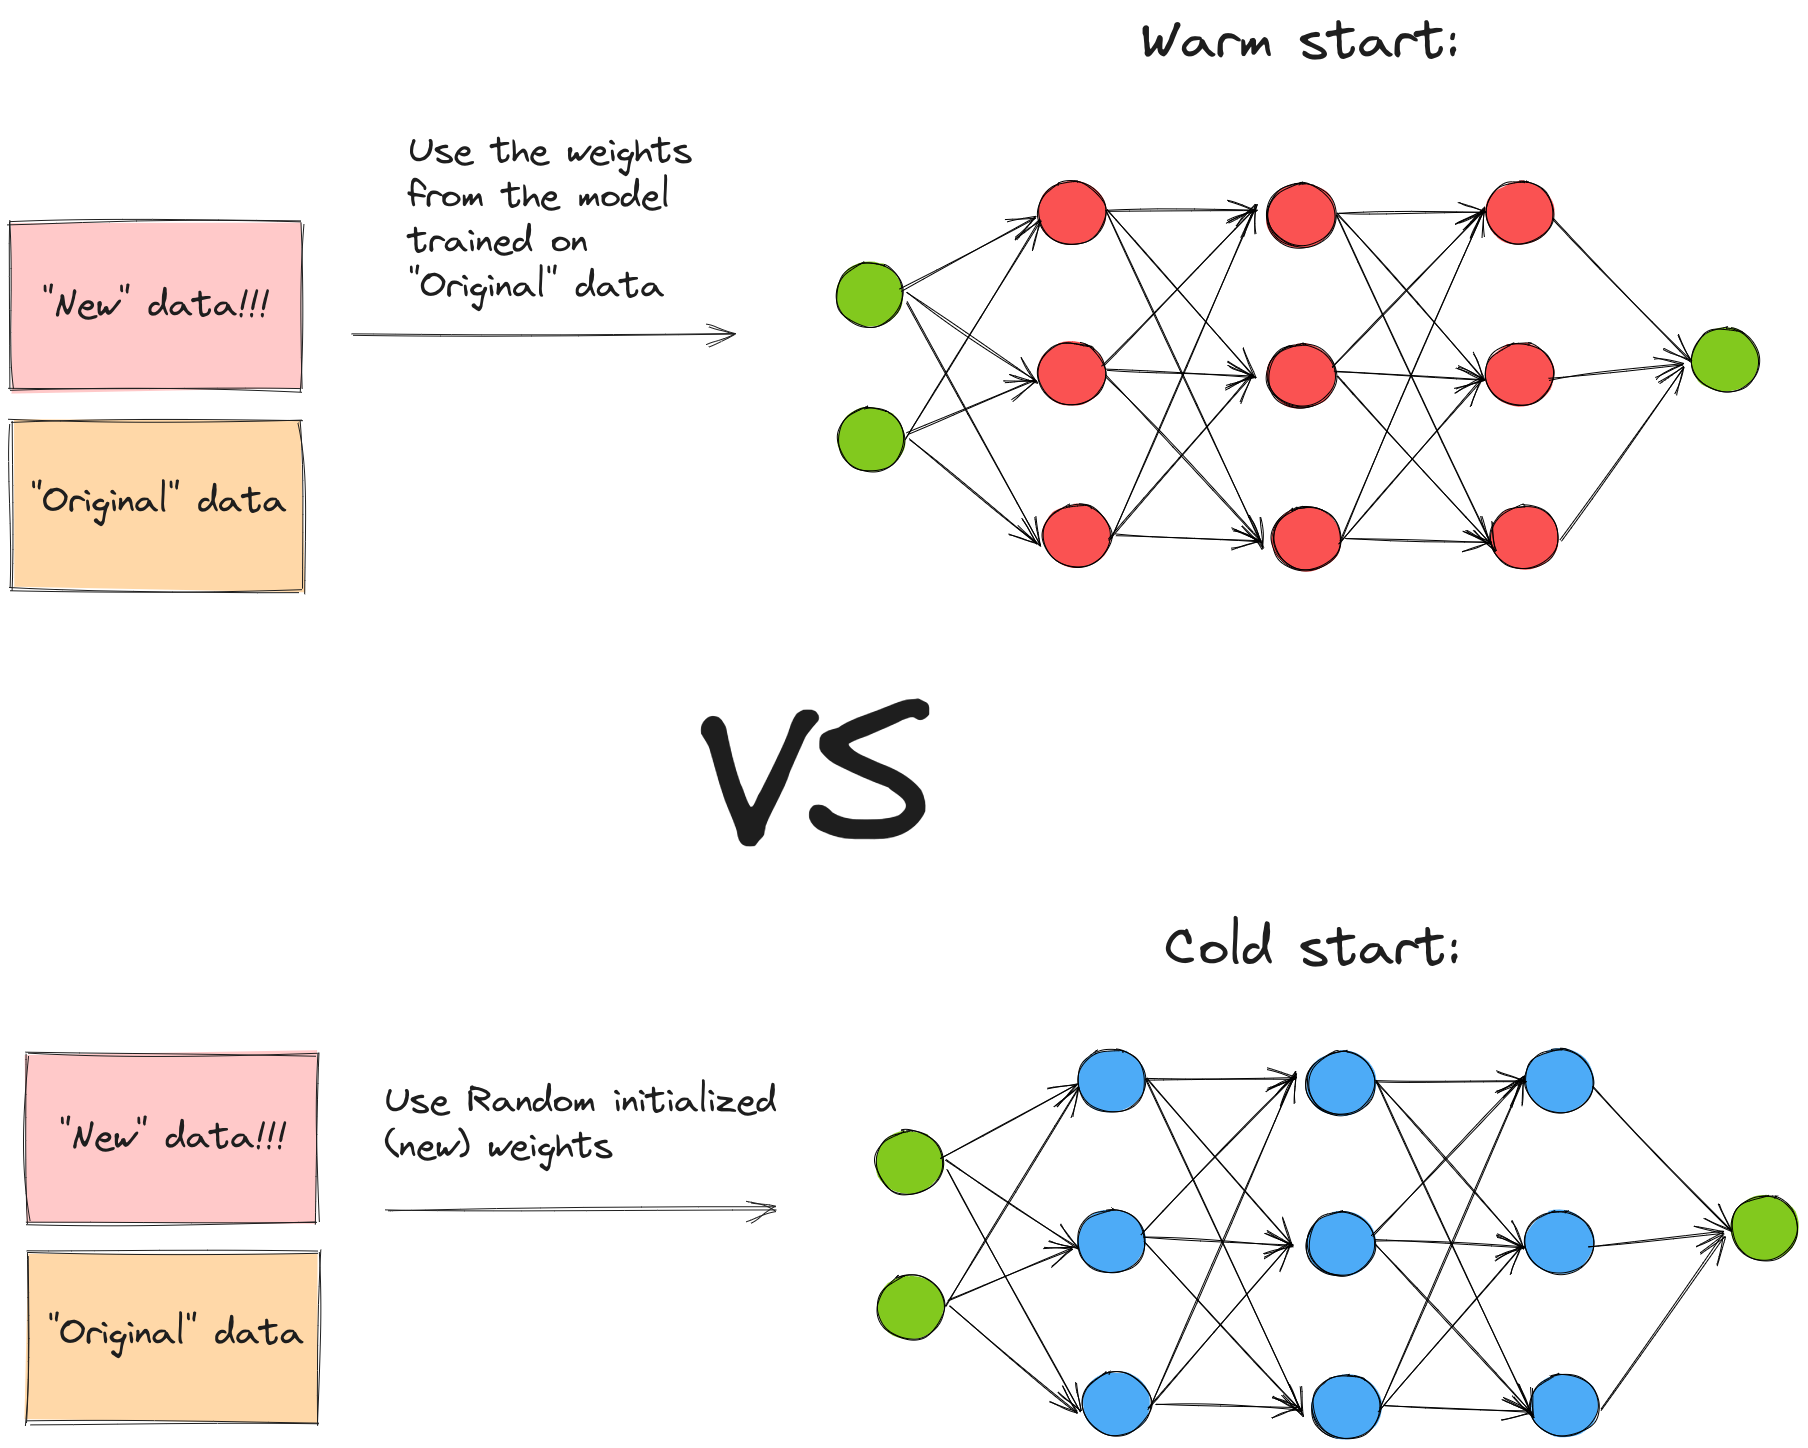 Warm start:
Use the weights
from the model
trained on
"Original" data
"New" data!!!
"Original" data
VS
Cold start:
Use Random initialized
(new) weights
"New" data!!!
"Original" data